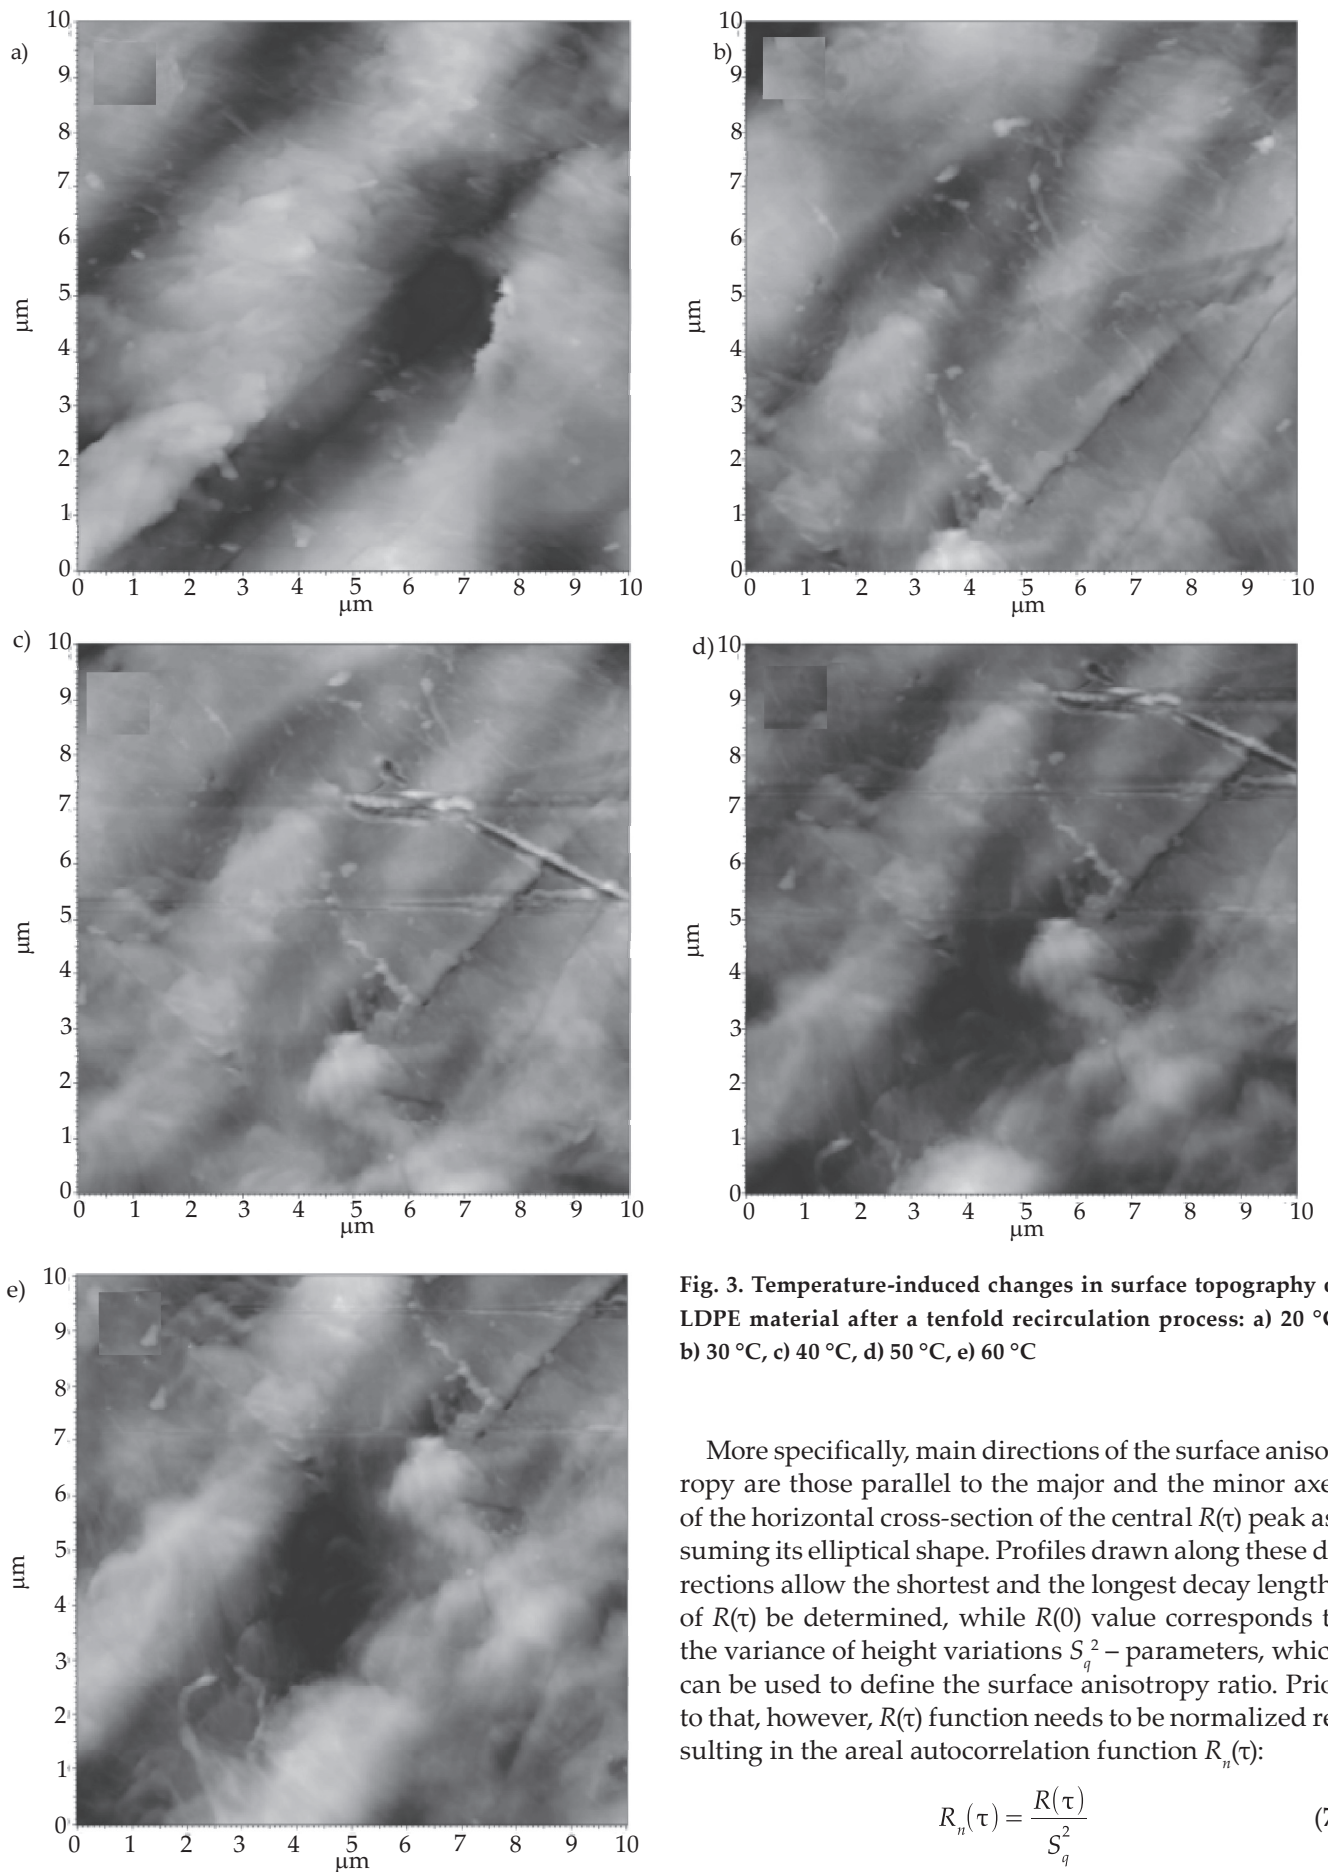 a)
10
9
8
7
6
5
4
3
2
1
0
μm
0 1 2 3 4 5 6 7 8 9 10
μm
b)
10
9
8
7
6
5
4
3
2
1
0
μm
0 1 2 3 4 5 6 7 8 9 10
μm
c)
10
9
8
7
6
5
4
3
2
1
0
μm
0 1 2 3 4 5 6 7 8 9 10
μm
d)
10
9
8
7
6
5
4
3
2
1
0
μm
0 1 2 3 4 5 6 7 8 9 10
μm
e)
10
9
8
7
6
5
4
3
2
1
0
μm
0 1 2 3 4 5 6 7 8 9 10
μm
Fig. 3. Temperature-induced changes in surface topography
LDPE material after a tenfold recirculation process: a) 20 °C
b) 30 °C, c) 40 °C, d) 50 °C, e) 60 °C
More specifically, main directions of the surface aniso
ropy are those parallel to the major and the minor axe
of the horizontal cross-section of the central R(τ) peak as
suming its elliptical shape. Profiles drawn along these d
rections allow the shortest and the longest decay length
of R(τ) be determined, while R(0) value corresponds t
the variance of height variations S_q² – parameters, whic
can be used to define the surface anisotropy ratio. Prio
to that, however, R(τ) function needs to be normalized re
sulting in the areal autocorrelation function R_n(τ):
R_n(τ) = R(τ) / S_q² (7